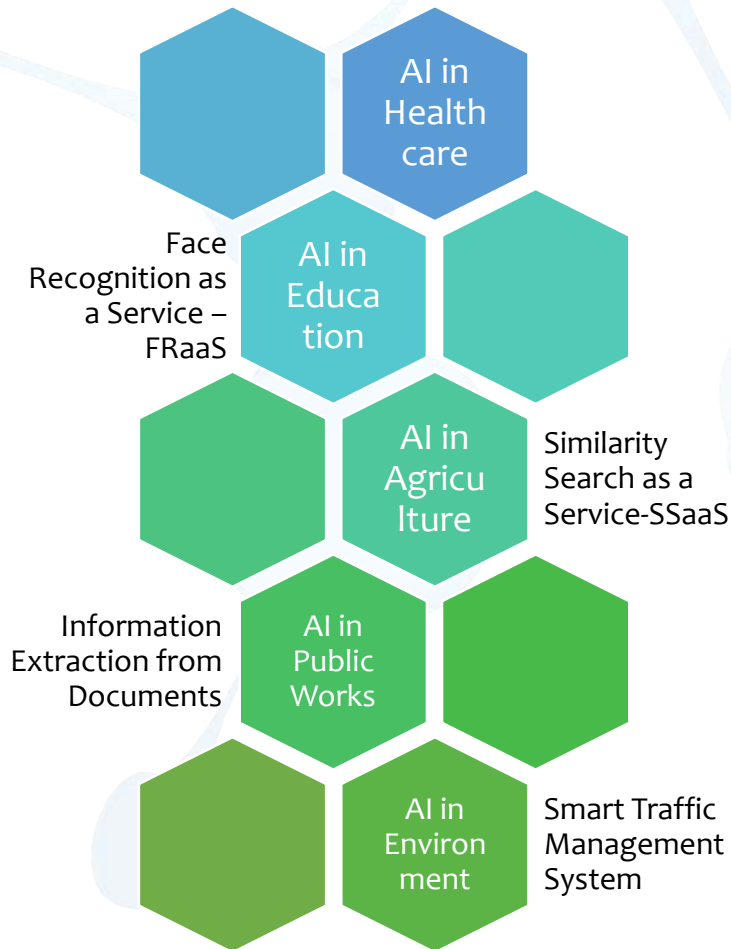 AI in
Health
care
Face
Recognition as
a Service –
FRaaS
AI in
Educa
tion
AI in
Agricu
lture
Similarity
Search as a
Service-SSaaS
Information
Extraction from
Documents
AI in
Public
Works
AI in
Environ
ment
Smart Traffic
Management
System